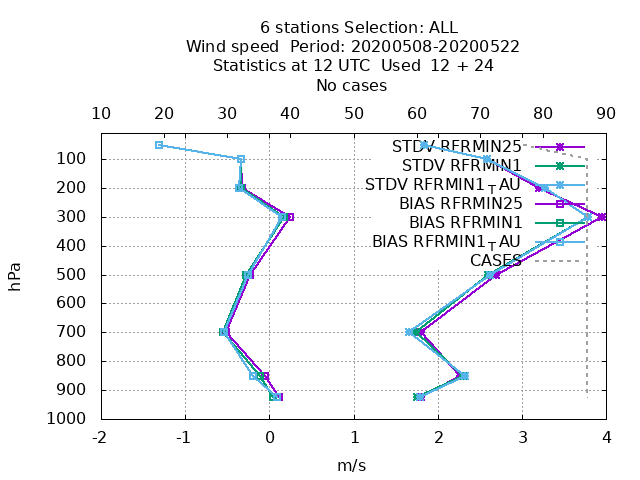 6 stations Selection: ALL
Wind speed  Period: 20200508-20200522
Statistics at 12 UTC  Used  12 + 24
No cases
10 20 30 40 50 60 70 80 90
STDV RFRMIN25
STDV RFRMIN1
STDV RFRMIN1TAU
BIAS RFRMIN25
BIAS RFRMIN1
BIAS RFRMIN1TAU
CASES
100
200
300
400
500
600
700
800
900
1000
hPa
-2 -1 0 1 2 3 4
m/s